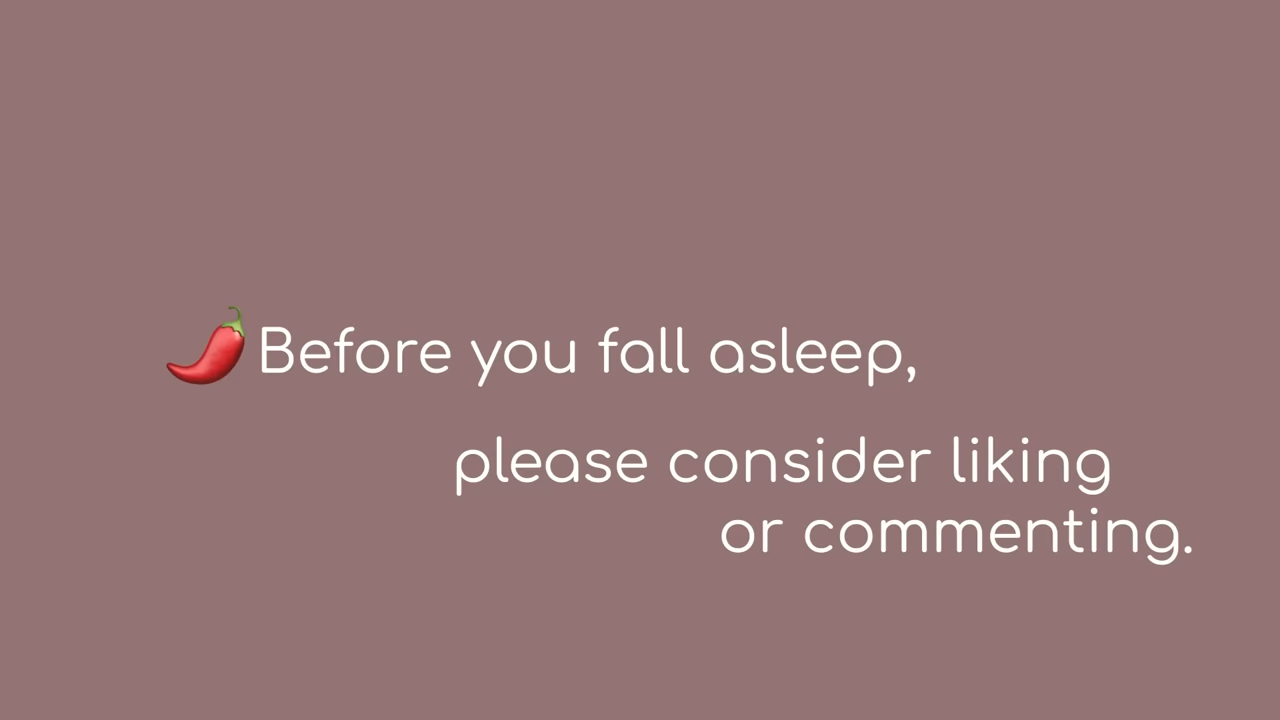 🌶️Before you fall asleep,
please consider liking
or commenting.